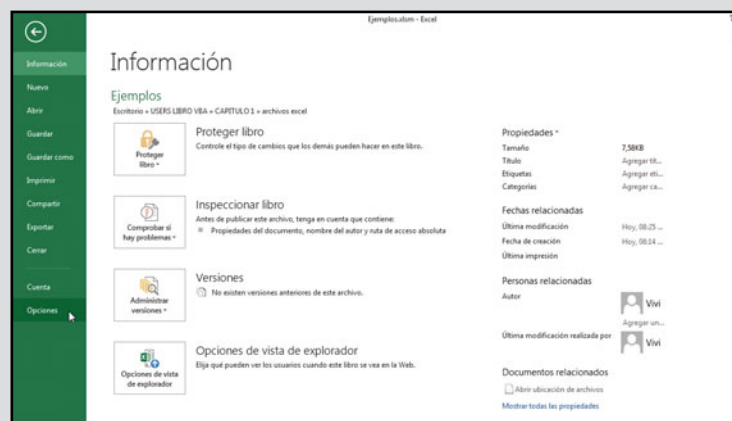 Ejemplos.xlsm - Excel
Información
Nuevo
Abrir
Guardar
Guardar como
Imprimir
Compartir
Exportar
Cerrar
Cuenta
Opciones
Información
Ejemplos
Escritorio » USERS LIBRO VBA » CAPITULO 1 » archivos excel
Proteger libro
Controle el tipo de cambios que los demás pueden hacer en este libro.
Proteger
libro
Inspeccionar libro
Antes de publicar este archivo, tenga en cuenta que contiene:
Propiedades del documento, nombre del autor y ruta de acceso absoluta
Comprobar si
hay problemas
Versiones
No existen versiones anteriores de este archivo.
Administrar
versiones
Opciones de vista de explorador
Elija qué pueden ver los usuarios cuando este libro se vea en la Web.
Opciones de vista
de explorador
Propiedades
Tamaño 7,58KB
Título Agregar tít...
Etiquetas Agregar eti...
Categorías Agregar ca...
Fechas relacionadas
Última modificación Hoy, 08:25 ...
Fecha de creación Hoy, 08:14 ...
Última impresión
Personas relacionadas
Autor
Vivi
Agregar un...
Última modificación realizada por
Vivi
Documentos relacionados
Abrir ubicación de archivos
Mostrar todas las propiedades